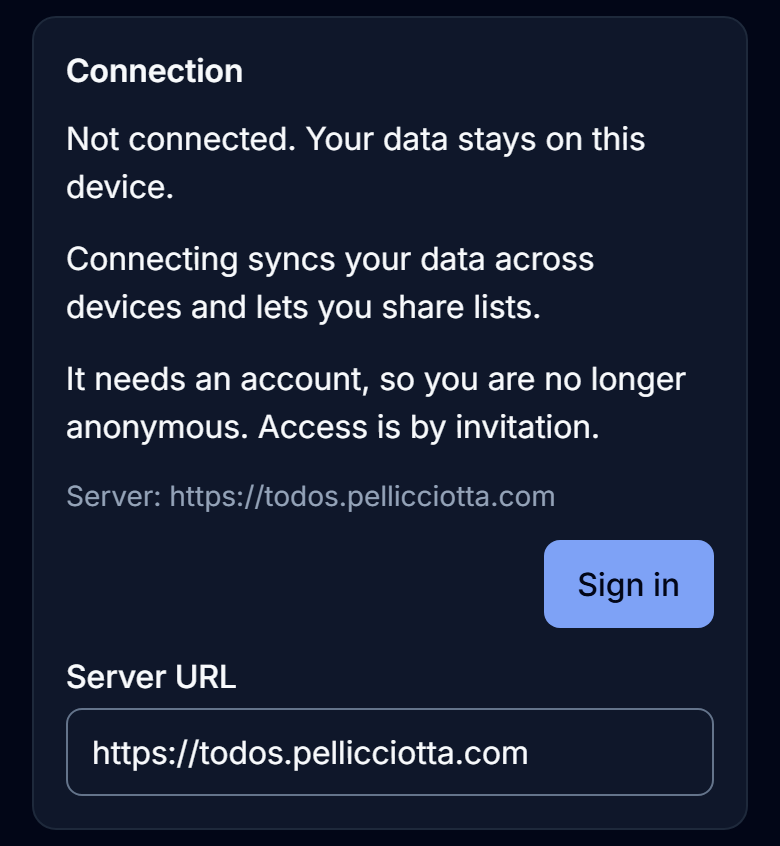 Connection
Not connected. Your data stays on this
device.
Connecting syncs your data across
devices and lets you share lists.
It needs an account, so you are no longer
anonymous. Access is by invitation.
Server: https://todos.pellicciotta.com
Sign in
Server URL
https://todos.pellicciotta.com